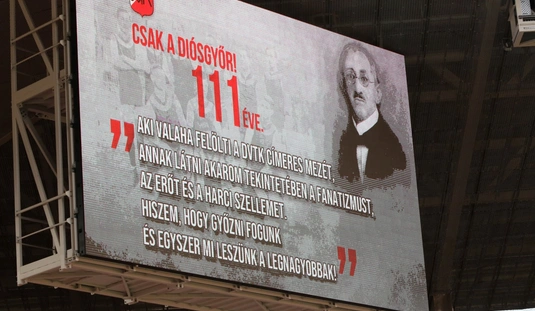 CSAK A DIÓSGYŐR!
111 ÉVE.
"AKI VALAHA FELÖLTI A DVTK CÍMERES MEZÉT,
ANNAK LÁTNI AKAROM TEKINTETÉBEN A FANATIZMUST,
AZ ERŐT ÉS A HARCI SZELLEMET.
HISZEM, HOGY GYŐZNI FOGUNK
ÉS EGYSZER MI LESZÜNK A LEGNAGYOBBAK!"